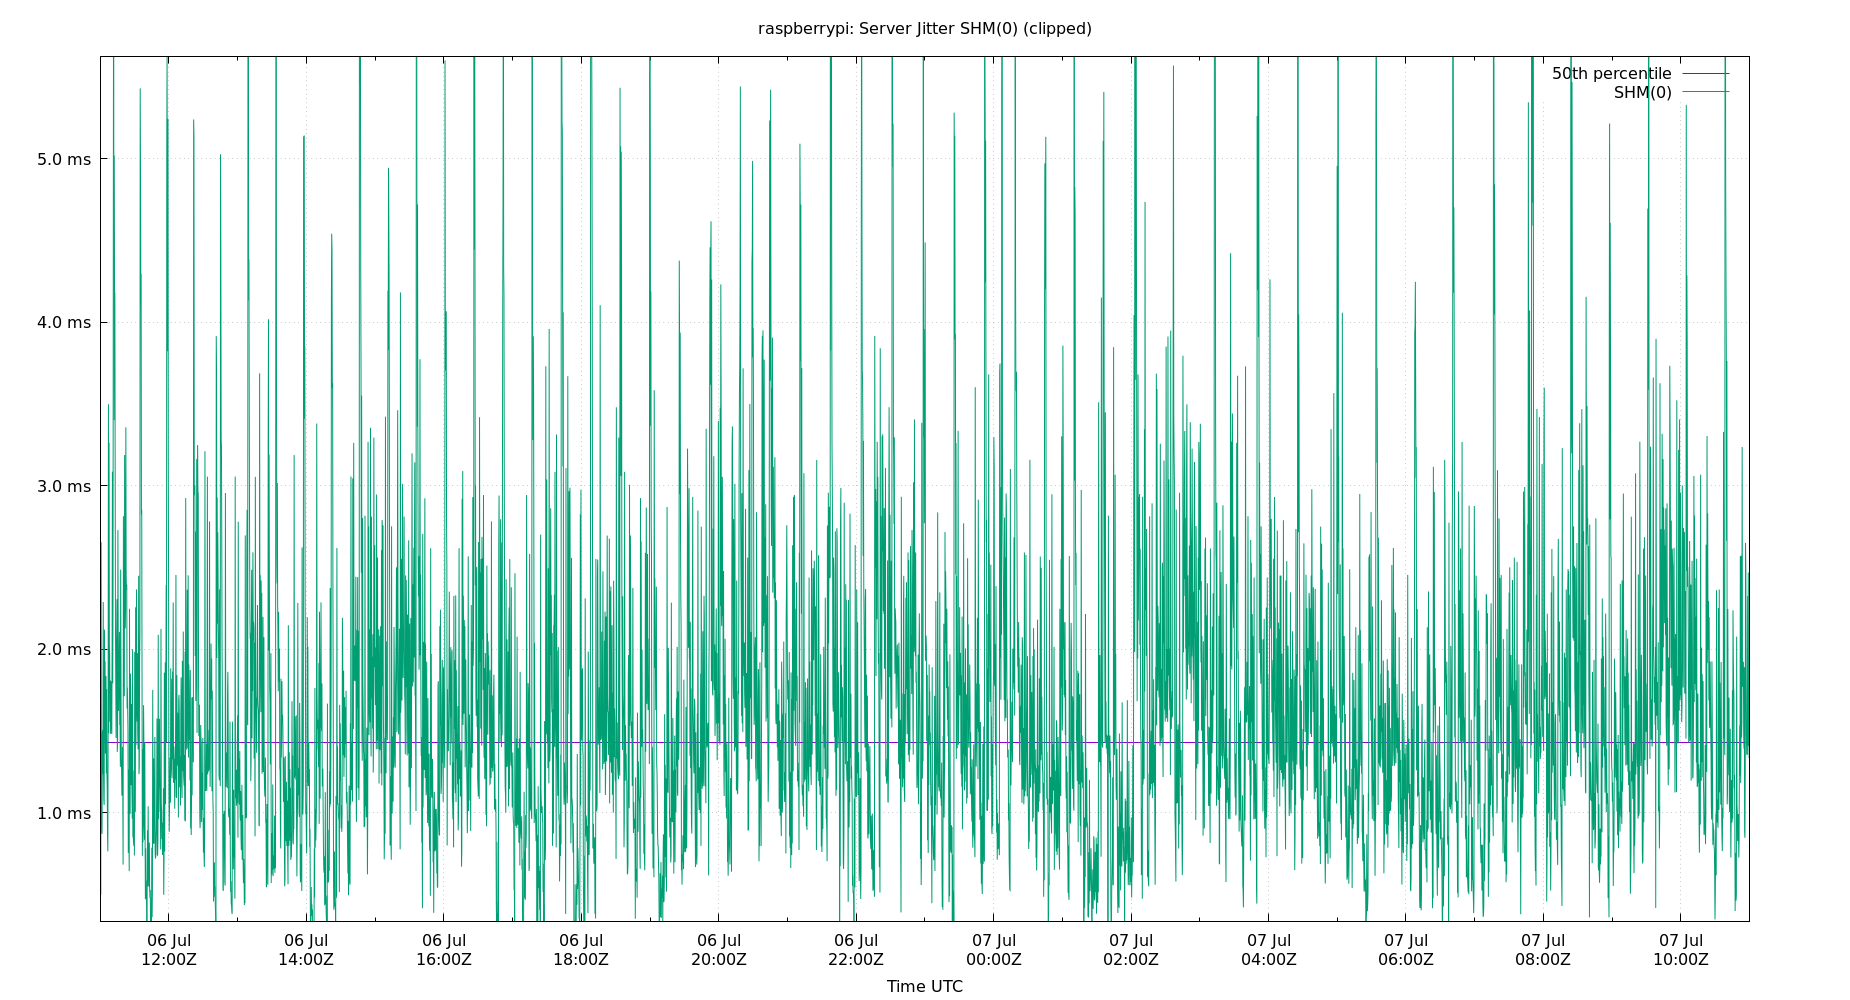 raspberrypi: Server Jitter SHM(0) (clipped)
50th percentile
SHM(0)
5.0 ms
4.0 ms
3.0 ms
2.0 ms
1.0 ms
06 Jul 06 Jul 06 Jul 06 Jul 06 Jul 06 Jul 07 Jul 07 Jul 07 Jul 07 Jul 07 Jul 07 Jul
12:00Z 14:00Z 16:00Z 18:00Z 20:00Z 22:00Z 00:00Z 02:00Z 04:00Z 06:00Z 08:00Z 10:00Z
Time UTC